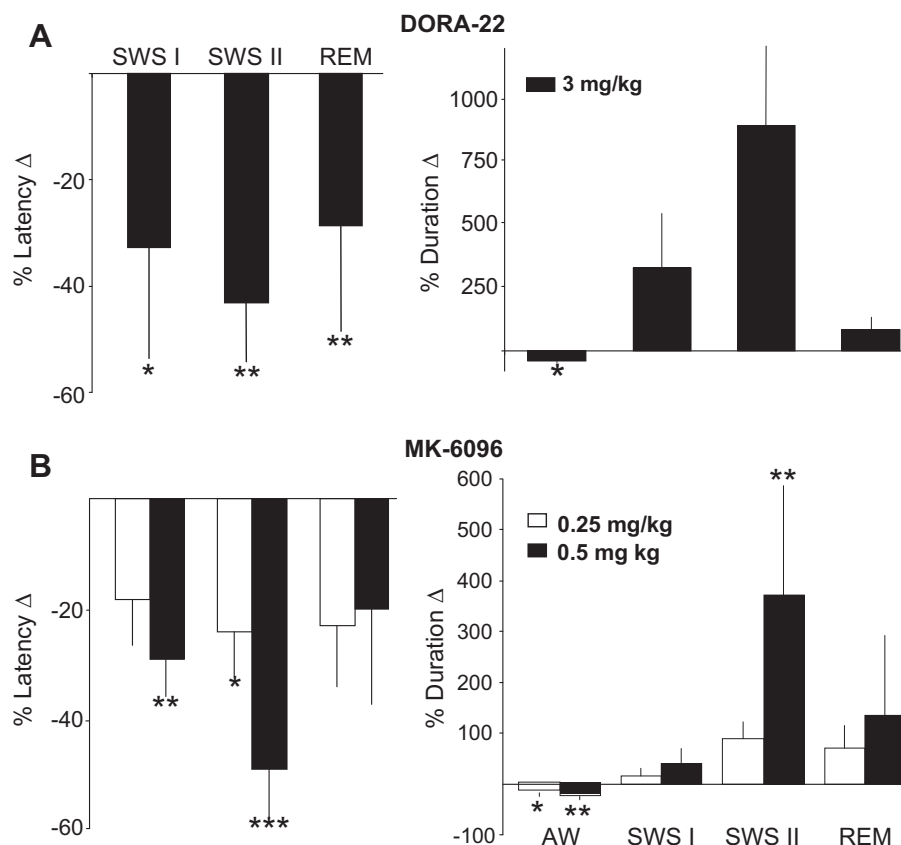 DORA-22
A
SWS I SWS II REM
% Latency Δ
-20
-40
-60
*
**
**
% Duration Δ
1000
750
500
250
3 mg/kg
*
MK-6096
B
% Latency Δ
-20
-40
-60
**
*
***
% Duration Δ
600
500
400
300
200
100
-100
0.25 mg/kg
0.5 mg kg
**
* **
AW SWS I SWS II REM